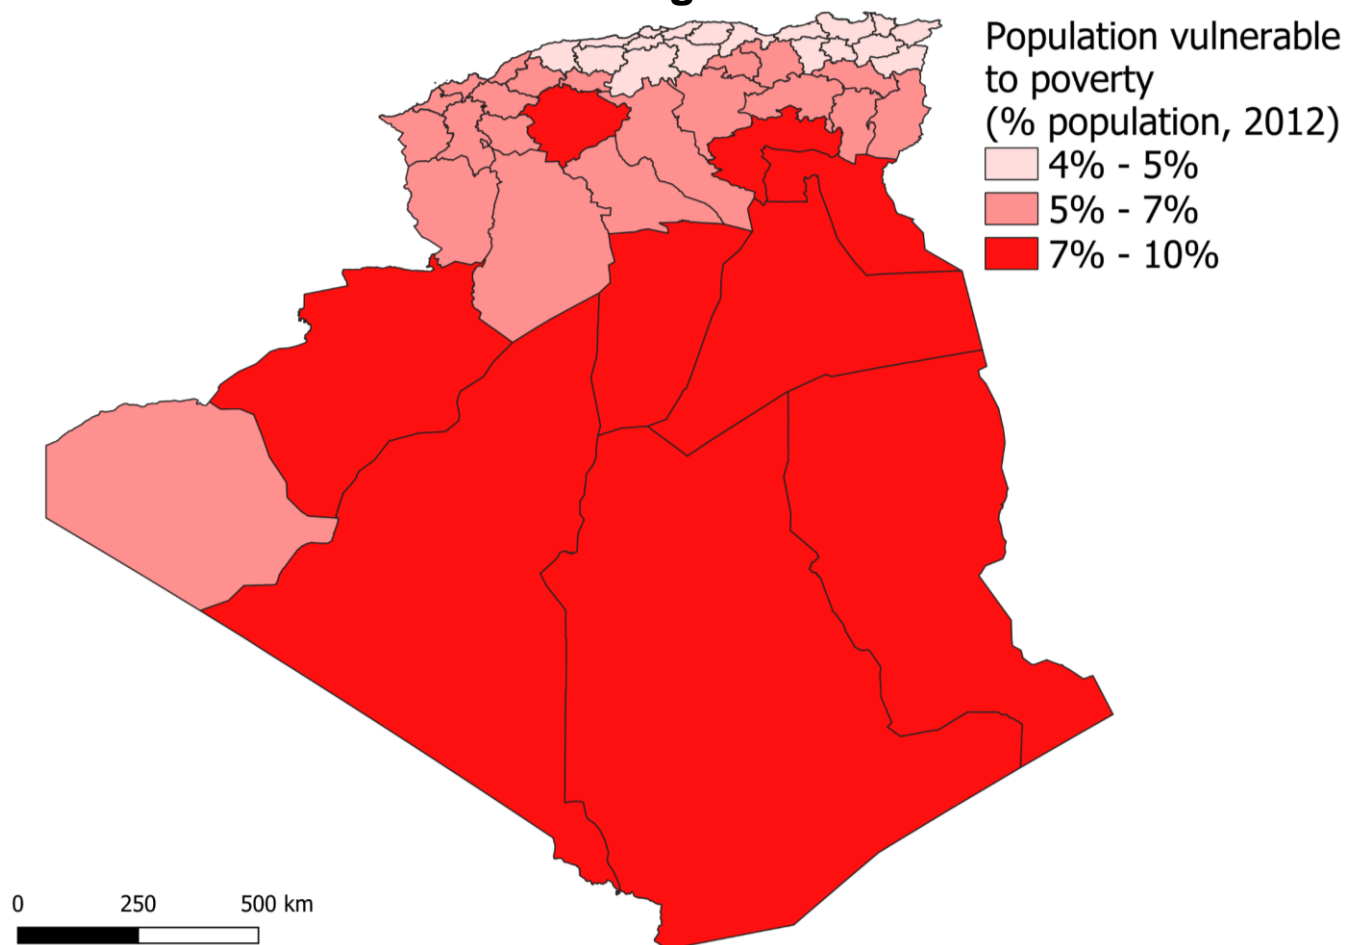 Population vulnerable
to poverty
(% population, 2012)
4% - 5%
5% - 7%
7% - 10%
0 250 500 km